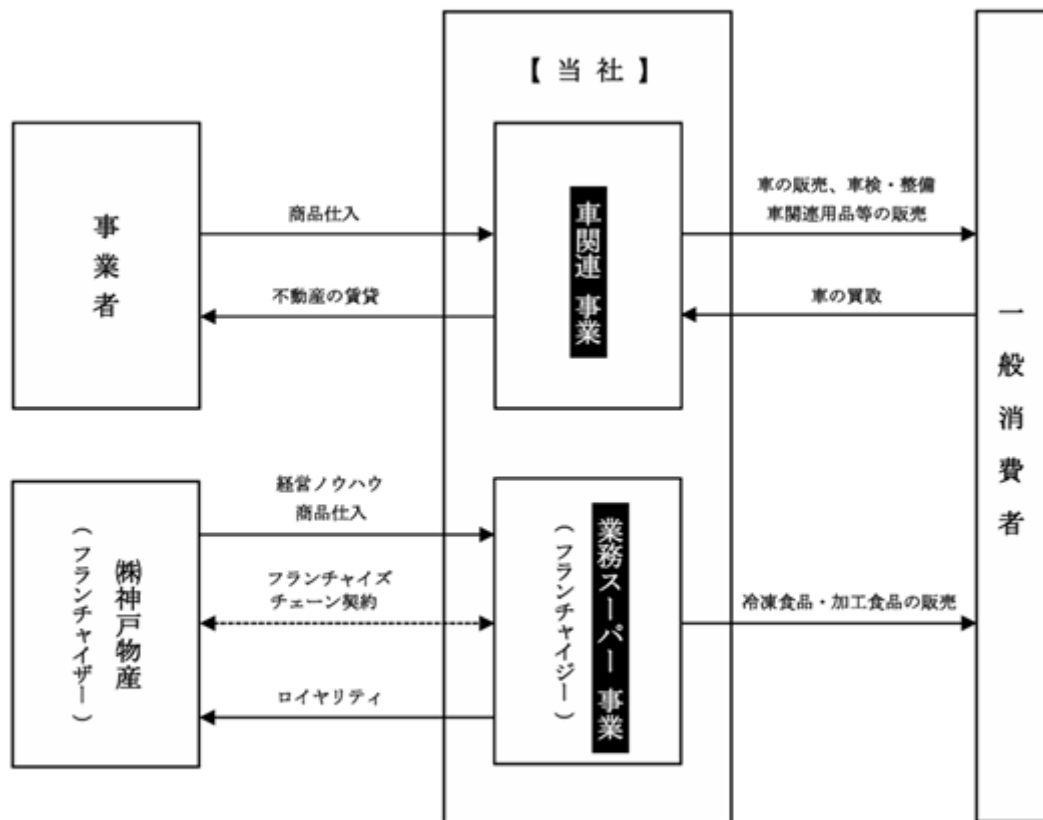 【 当 社 】
事業者
商品仕入
不動産の賃貸
車関連 事業
車の販売、車検・整備
車関連用品等の販売
車の買取
一般消費者
㈱神戸物産
（フランチャイザー）
経営ノウハウ
商品仕入
フランチャイズ
チェーン契約
ロイヤリティ
業務スーパー 事業
（フランチャイジー）
冷凍食品・加工食品の販売